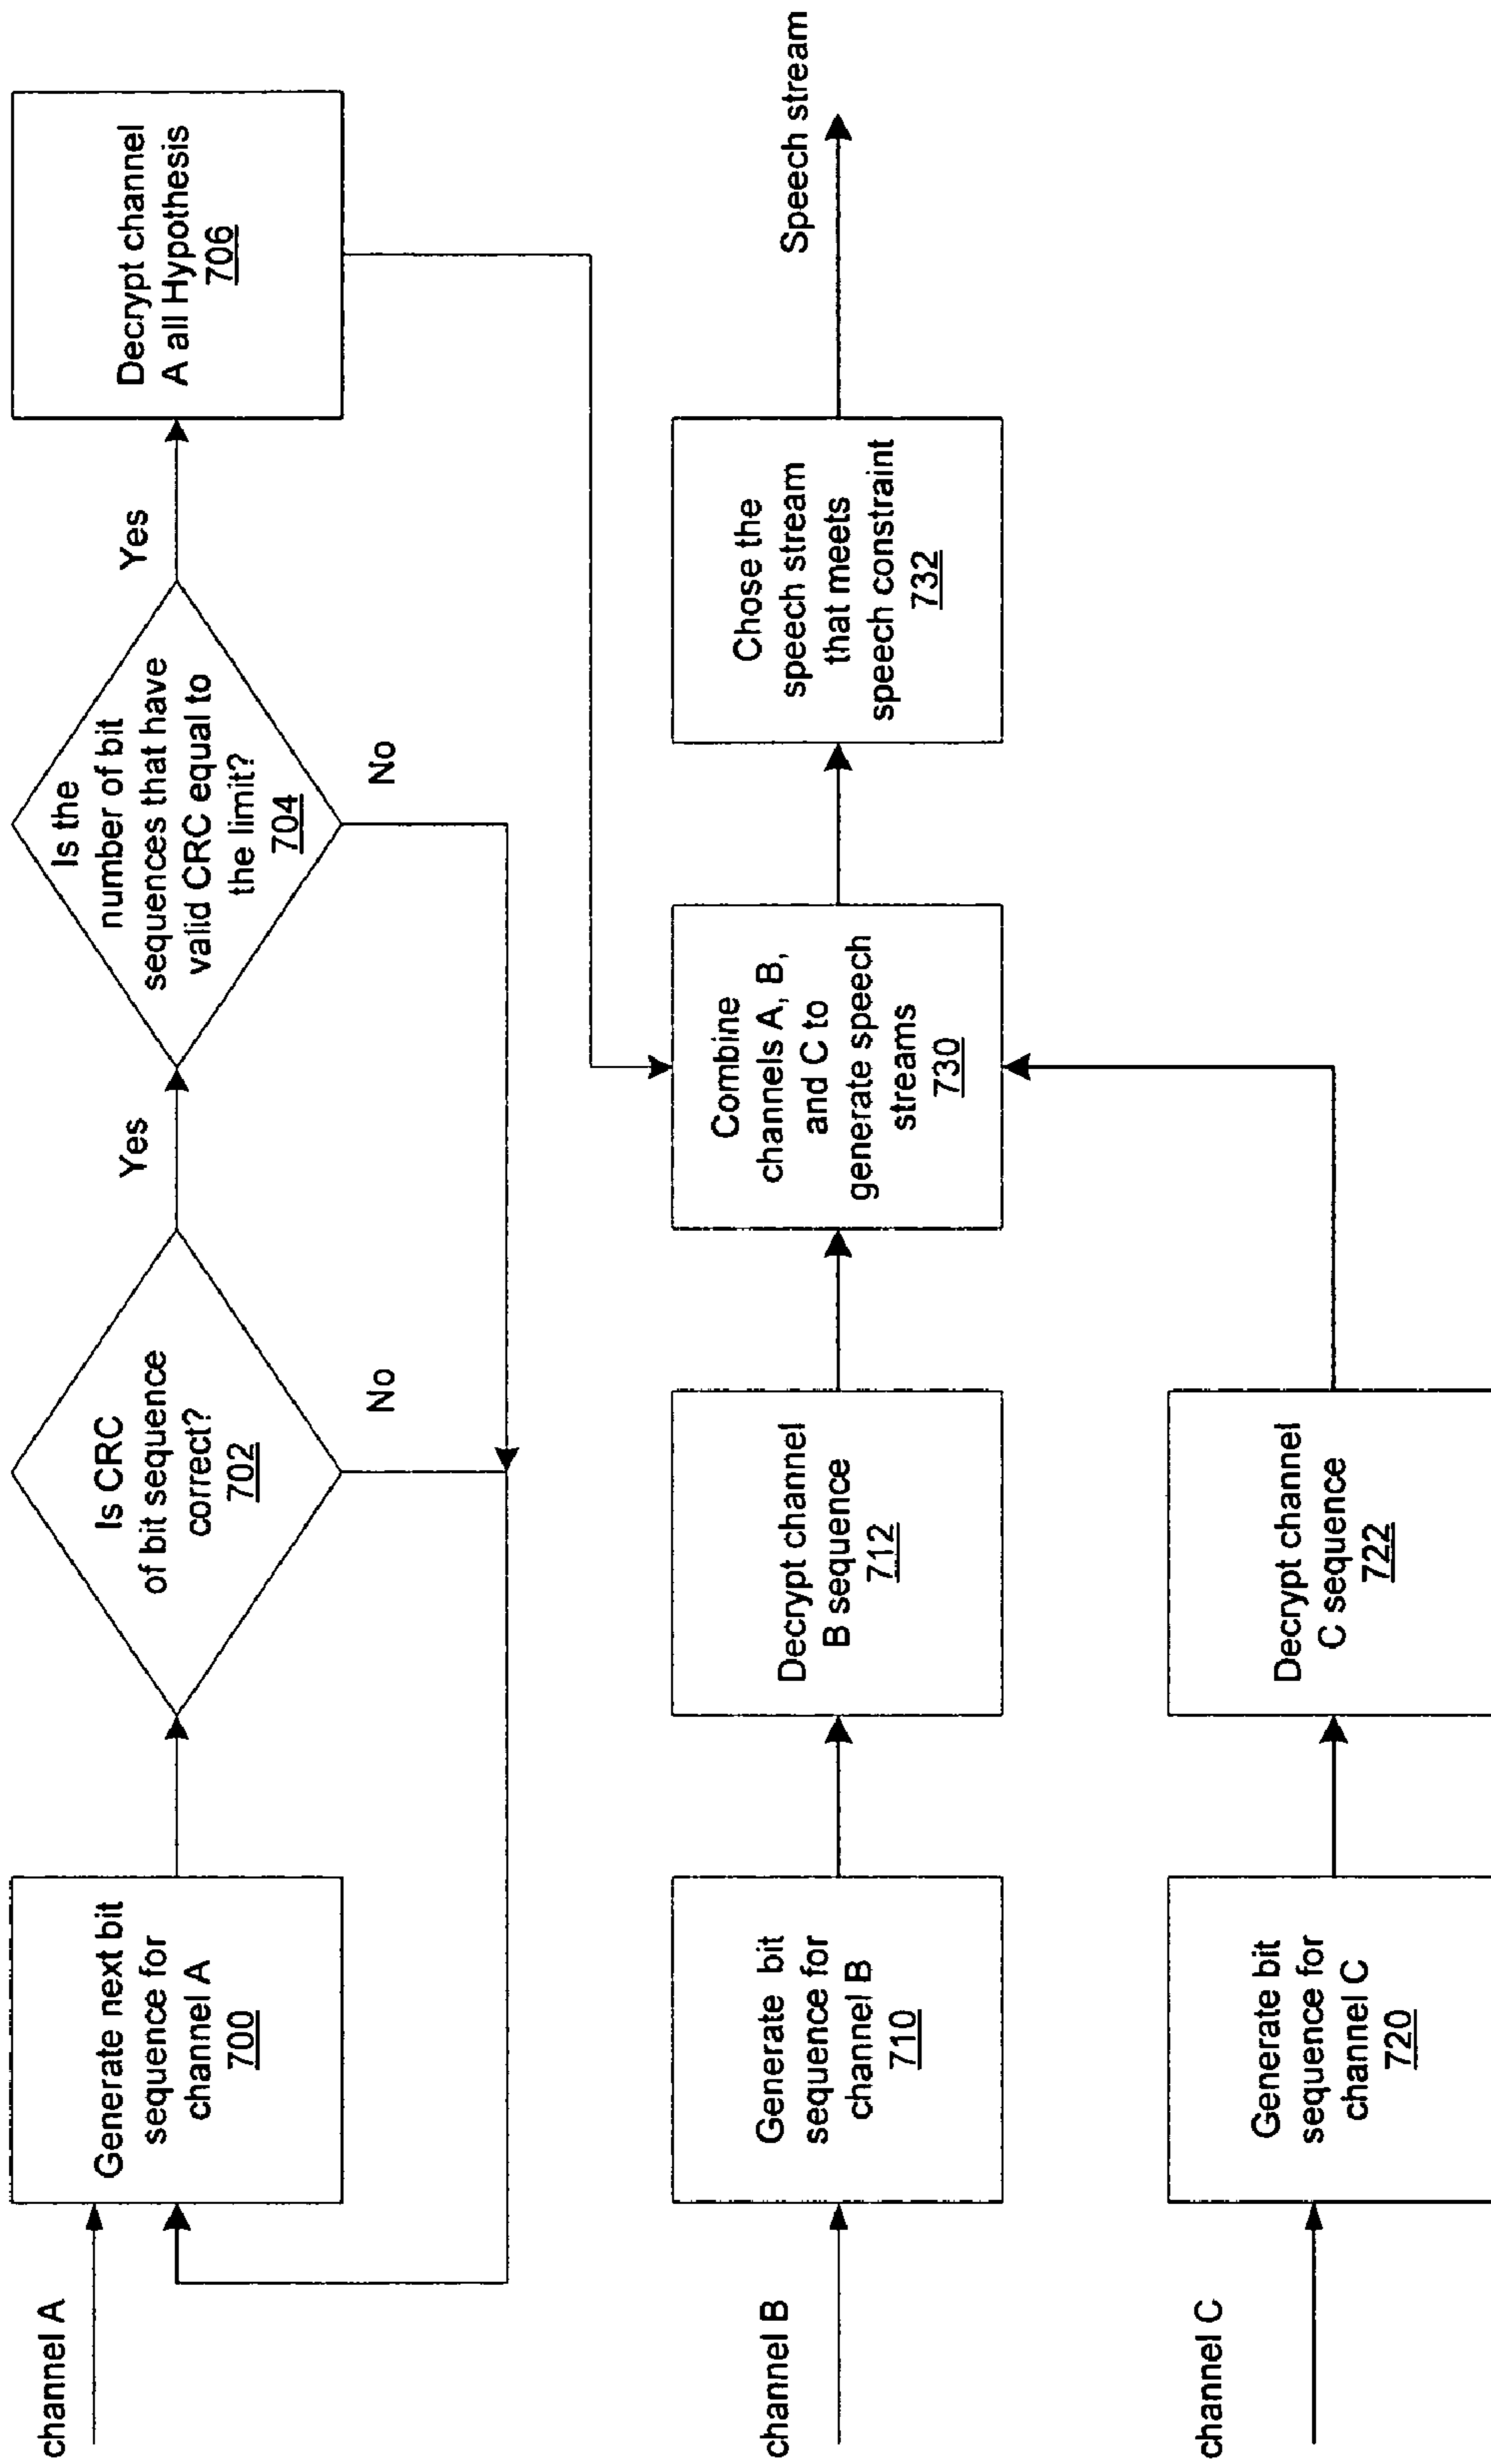 channel A
Generate next bit
sequence for
channel A
700
Is CRC
of bit sequence
correct?
702
Yes
No
Is the
number of bit
sequences that have
valid CRC equal to
the limit?
704
Yes
No
Decrypt channel
A all Hypothesis
706
channel B
Generate bit
sequence for
channel B
710
Decrypt channel
B sequence
712
Combine
channels A, B,
and C to
generate speech
streams
730
Chose the
speech stream
that meets
speech constraint
732
Speech stream
channel C
Generate bit
sequence for
channel C
720
Decrypt channel
C sequence
722